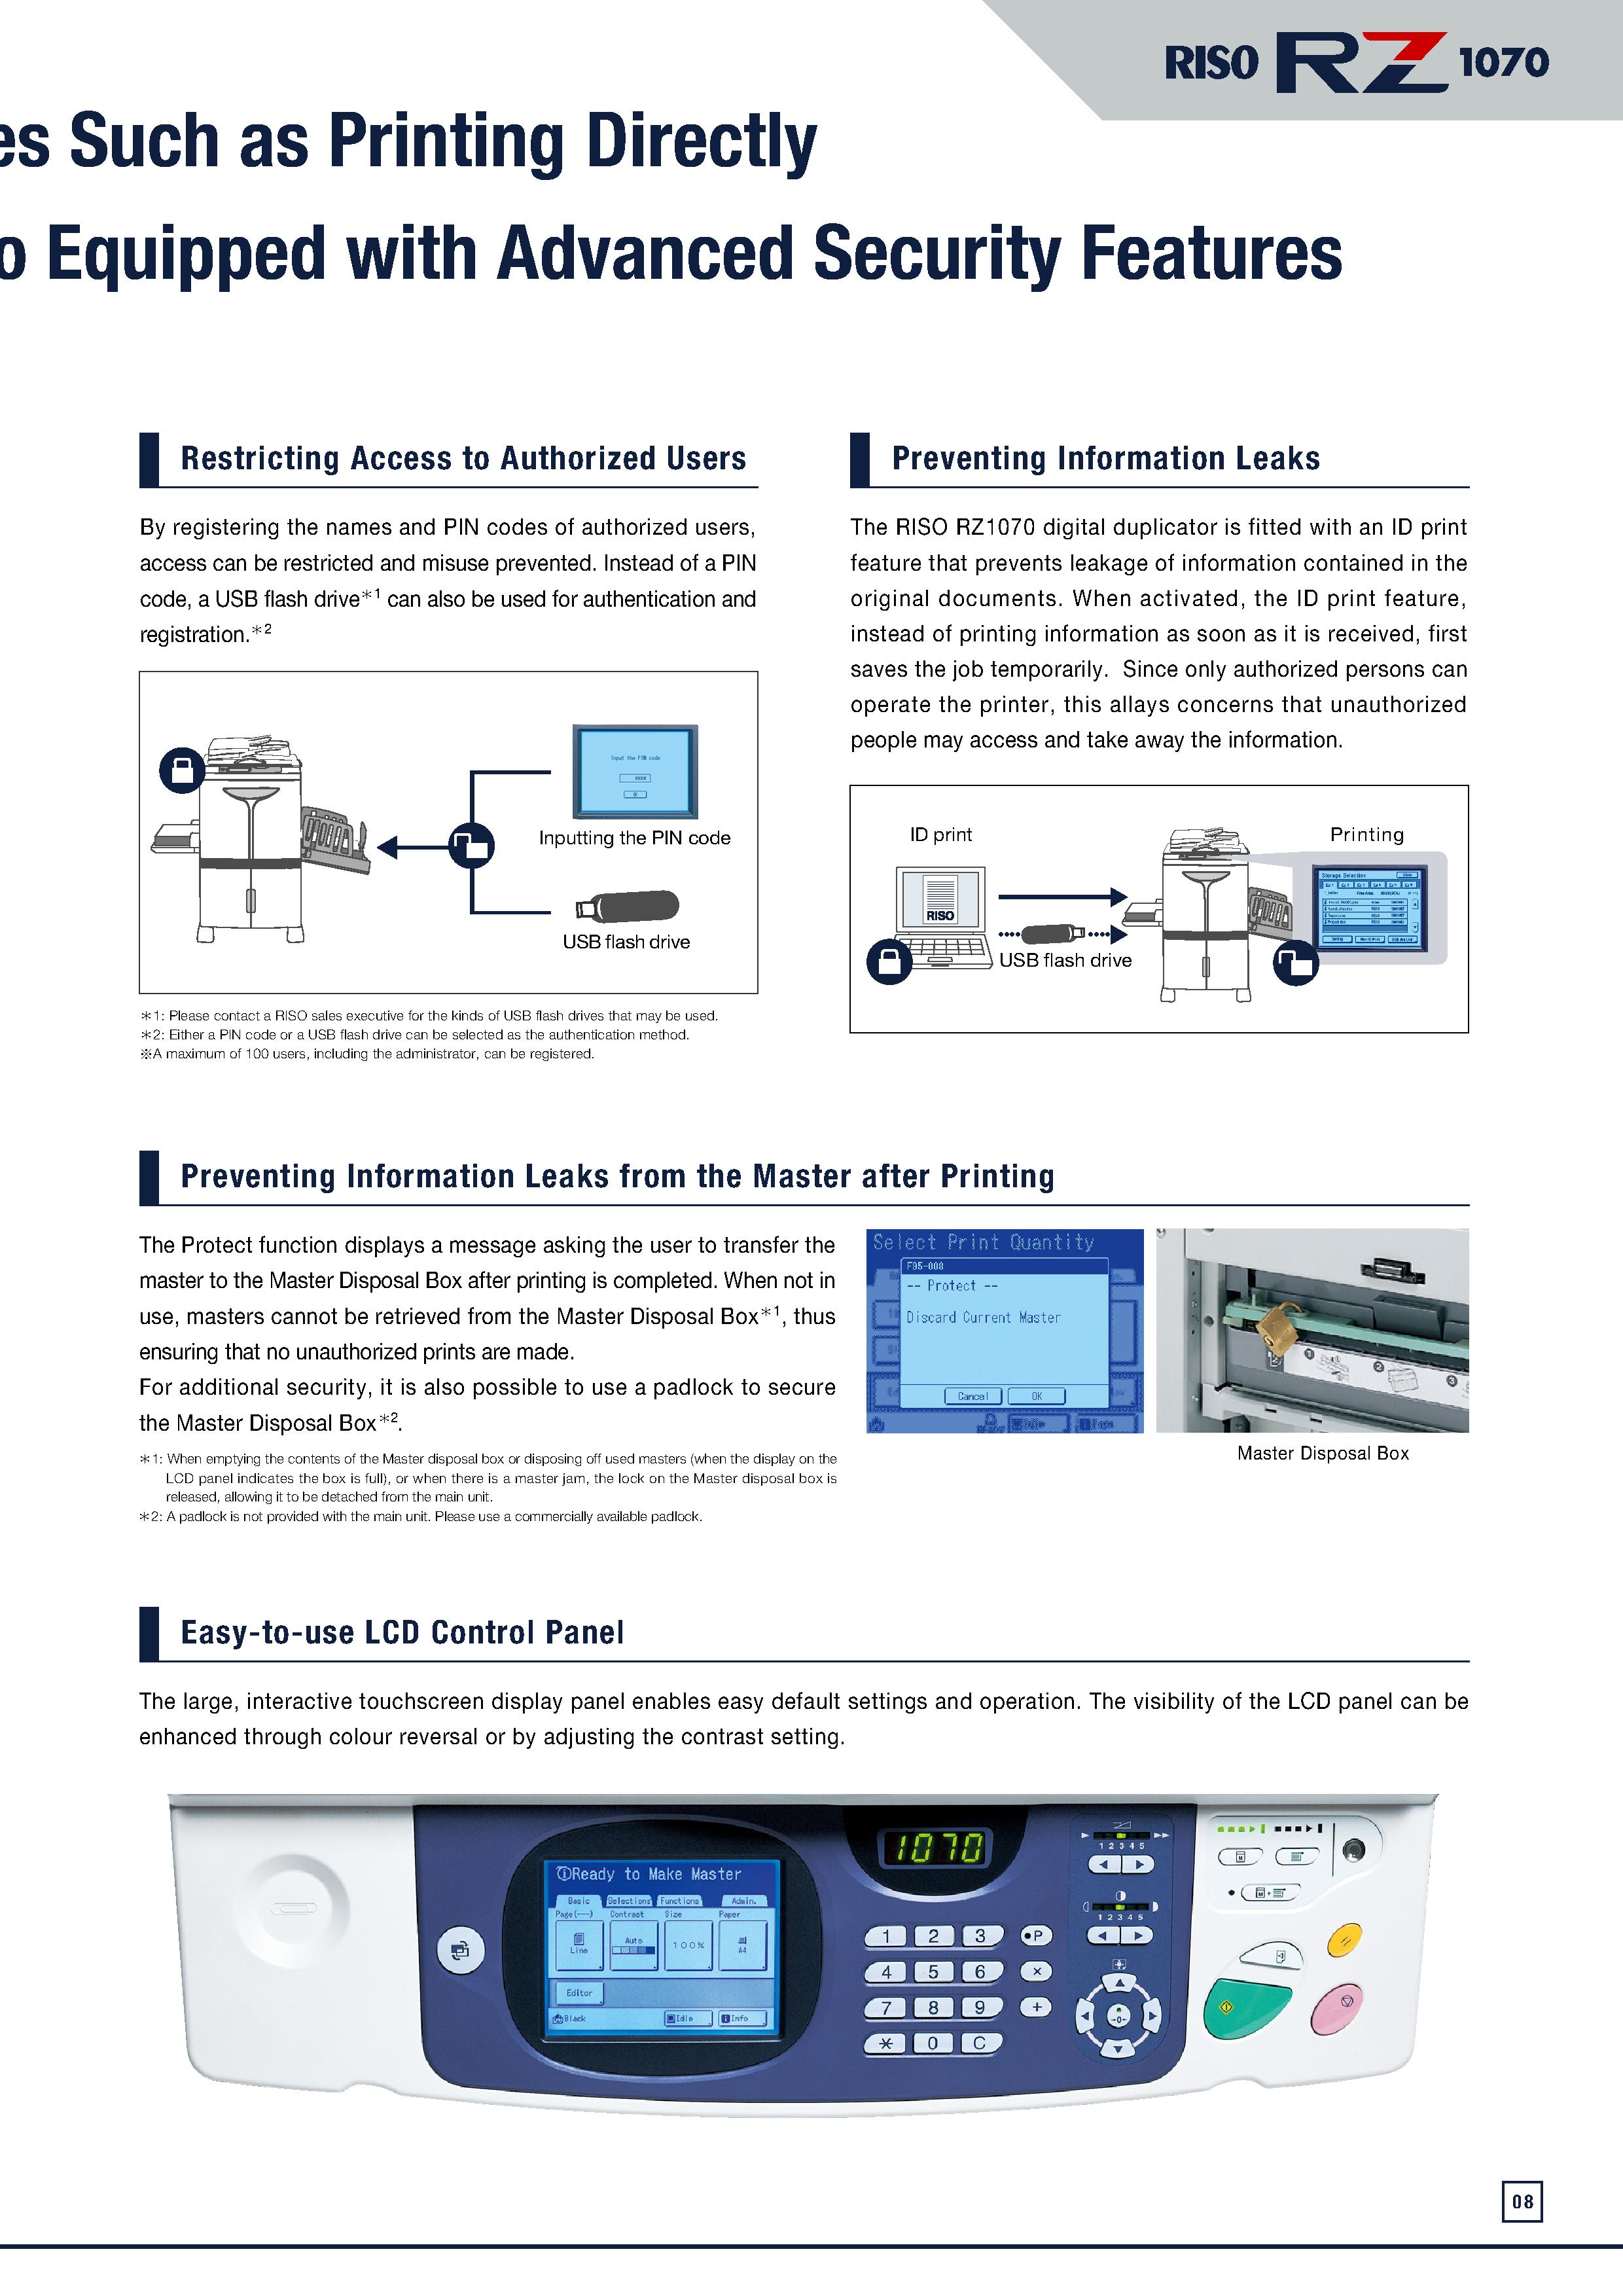 RISO RZ 1070
es Such as Printing Directly
o Equipped with Advanced Security Features
Restricting Access to Authorized Users
By registering the names and PIN codes of authorized users,
access can be restricted and misuse prevented. Instead of a PIN
code, a USB flash drive＊1 can also be used for authentication and
registration.＊2
Input the PIN code
OK
Inputting the PIN code
USB flash drive
＊1: Please contact a RISO sales executive for the kinds of USB flash drives that may be used.
＊2: Either a PIN code or a USB flash drive can be selected as the authentication method.
※A maximum of 100 users, including the administrator, can be registered.
Preventing Information Leaks
The RISO RZ1070 digital duplicator is fitted with an ID print
feature that prevents leakage of information contained in the
original documents. When activated, the ID print feature,
instead of printing information as soon as it is received, first
saves the job temporarily. Since only authorized persons can
operate the printer, this allays concerns that unauthorized
people may access and take away the information.
ID print
Printing
RISO
Storage Selection
USB flash drive
Preventing Information Leaks from the Master after Printing
The Protect function displays a message asking the user to transfer the
master to the Master Disposal Box after printing is completed. When not in
use, masters cannot be retrieved from the Master Disposal Box＊1, thus
ensuring that no unauthorized prints are made.
For additional security, it is also possible to use a padlock to secure
the Master Disposal Box＊2.
＊1: When emptying the contents of the Master disposal box or disposing off used masters (when the display on the
LCD panel indicates the box is full), or when there is a master jam, the lock on the Master disposal box is
released, allowing it to be detached from the main unit.
＊2: A padlock is not provided with the main unit. Please use a commercially available padlock.
Select Print Quantity
F95-008
-- Protect --
Discard Current Master
Cancel OK
1 2 3
Master Disposal Box
Easy-to-use LCD Control Panel
The large, interactive touchscreen display panel enables easy default settings and operation. The visibility of the LCD panel can be
enhanced through colour reversal or by adjusting the contrast setting.
Ready to Make Master
Basic Selections Functions Admin.
Page(---) Contrast Size Paper
Line Auto 100% A4
Editor
Black Idle Info
1070
1 2 3 P
4 5 6 ×
7 8 9 +
＊ 0 C
1 2 3 4 5
1 2 3 4 5
-0-
08